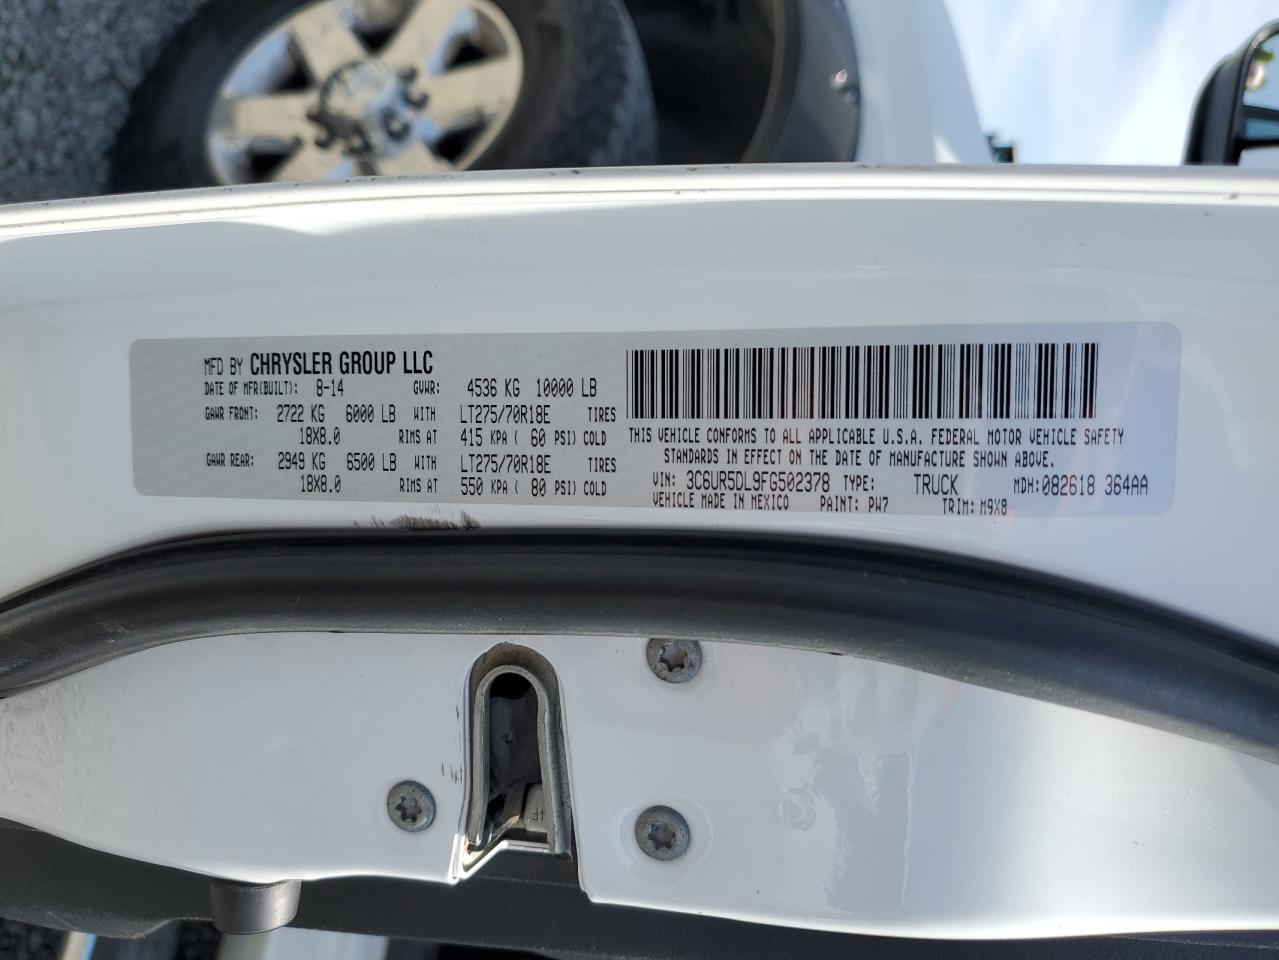 MFD BY CHRYSLER GROUP LLC
DATE OF MFR(BUILT): 8-14 GVWR: 4536 KG 10000 LB
GAWR FRONT: 2722 KG 6000 LB WITH LT275/70R18E TIRES
18X8.0 RIMS AT 415 KPA ( 60 PSI) COLD
GAWR REAR: 2949 KG 6500 LB WITH LT275/70R18E TIRES
18X8.0 RIMS AT 550 KPA ( 80 PSI) COLD
THIS VEHICLE CONFORMS TO ALL APPLICABLE U.S.A. FEDERAL MOTOR VEHICLE SAFETY
STANDARDS IN EFFECT ON THE DATE OF MANUFACTURE SHOWN ABOVE.
VIN: 3C6UR5DL9FG502378 TYPE: TRUCK MDH:082618 364AA
VEHICLE MADE IN MEXICO PAINT: PW7 TRIM: M9X8